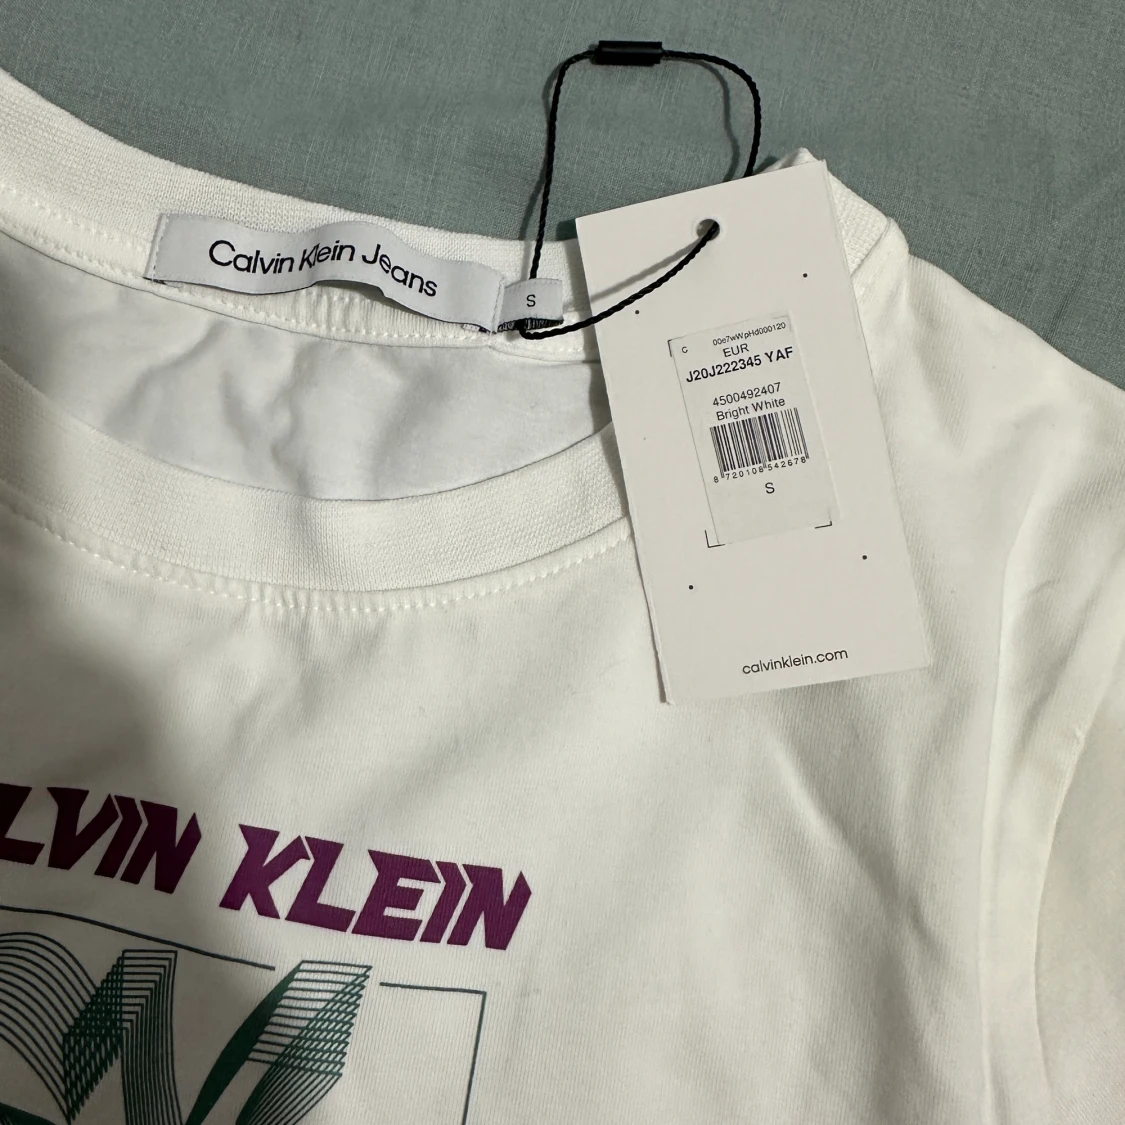 Calvin Klein Jeans
S
C 00e7wWpHd000120
EUR
J20J222345 YAF
4500492407
Bright White
8 720108 542678
S
calvinklein.com
LVIN KLEIN